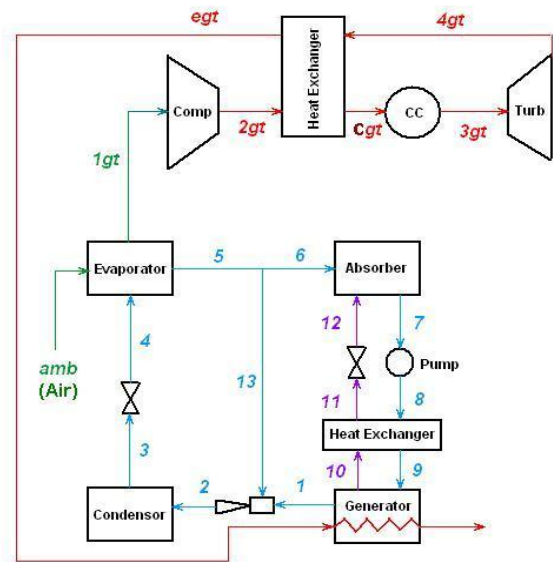 egt
4gt
Heat Exchanger
Comp
2gt
Cgt
CC
3gt
Turb
1gt
Evaporator
5
6
Absorber
4
12
7
amb
(Air)
13
Pump
11
8
Heat Exchanger
3
10
9
2
1
Condensor
Generator